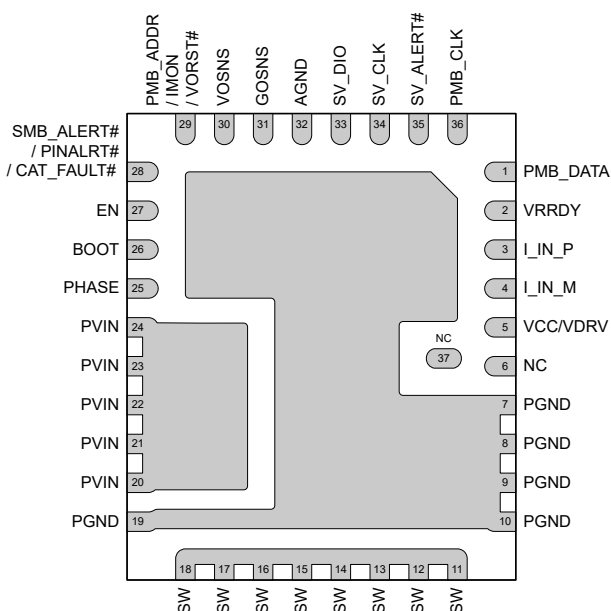 PMB_ADDR
/ IMON
/ VORST#
VOSNS
GOSNS
AGND
SV_DIO
SV_CLK
SV_ALERT#
PMB_CLK
29
30
31
32
33
34
35
36
SMB_ALERT#
/ PINALRT#
/ CAT_FAULT#
28
1
PMB_DATA
EN
27
2
VRRDY
BOOT
26
3
I_IN_P
PHASE
25
4
I_IN_M
PVIN
24
5
VCC/VDRV
NC
37
PVIN
23
6
NC
PVIN
22
7
PGND
PVIN
21
8
PGND
PVIN
20
9
PGND
PGND
19
10
PGND
18
17
16
15
14
13
12
11
SW
SW
SW
SW
SW
SW
SW
SW